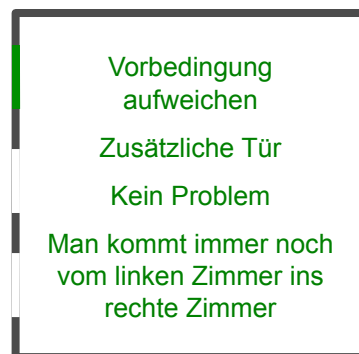 Vorbedingung
aufweichen
Zusätzliche Tür
Kein Problem
Man kommt immer noch
vom linken Zimmer ins
rechte Zimmer